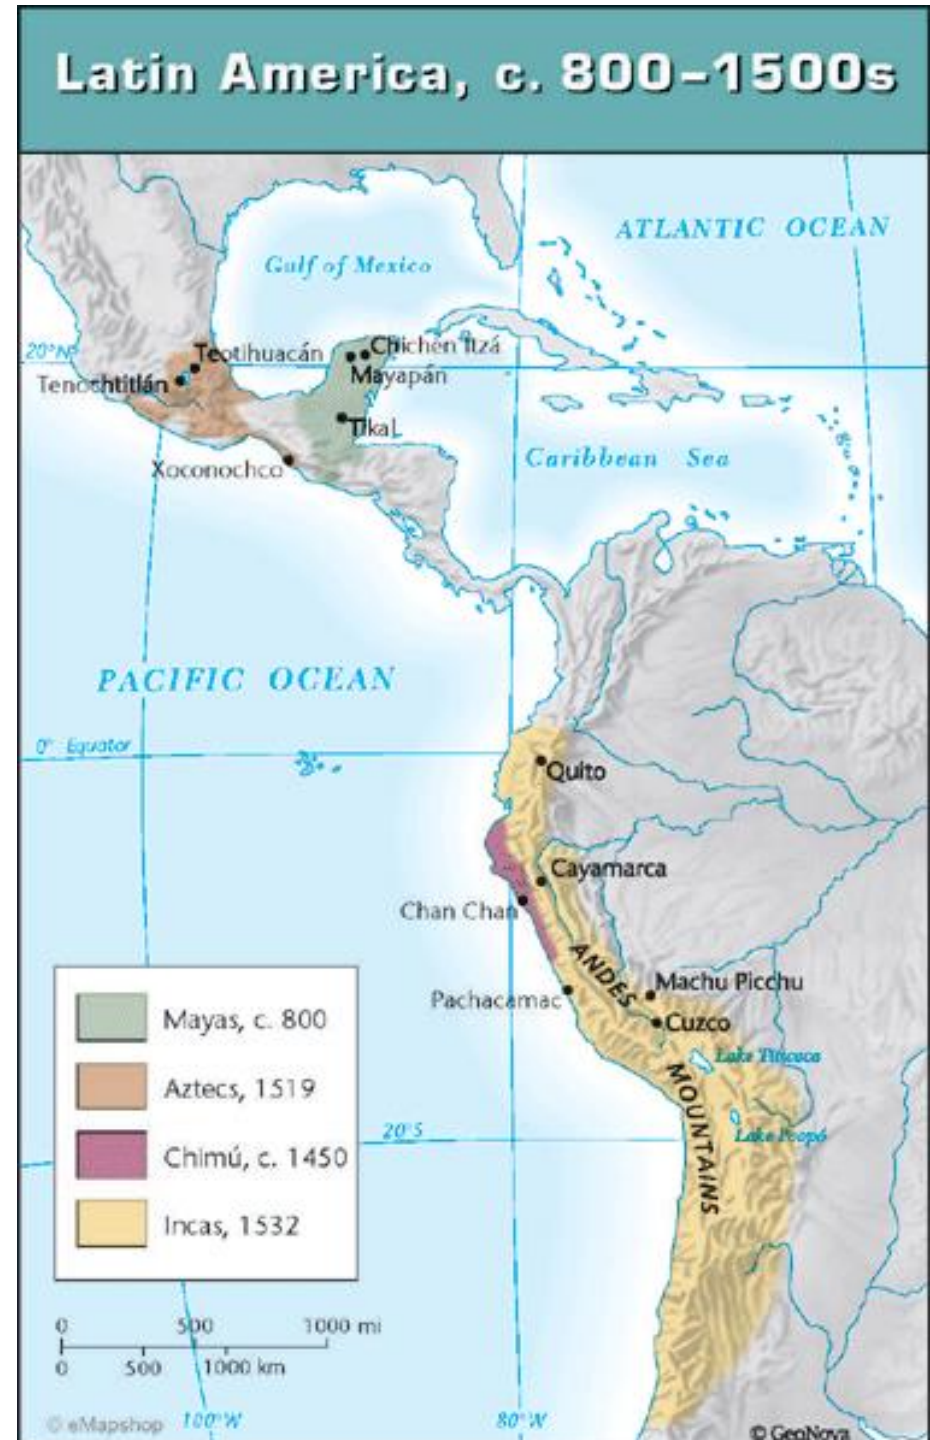 Latin America, c. 800–1500s
ATLANTIC OCEAN
Gulf of Mexico
20°N
Teotihuacán
Chichén Itzá
Tenochtitlán
Mayapán
Tikal
Xoconochco
Caribbean Sea
PACIFIC OCEAN
0° Equator
Quito
Cayamarca
Chan Chan
ANDES
Machu Picchu
Pachacamac
Cuzco
Lake Titicaca
MOUNTAINS
20°S
Lake Poopó
Mayas, c. 800
Aztecs, 1519
Chimú, c. 1450
Incas, 1532
0 500 1000 mi
0 500 1000 km
© eMapshop
100°W
80°W
© GeoNova